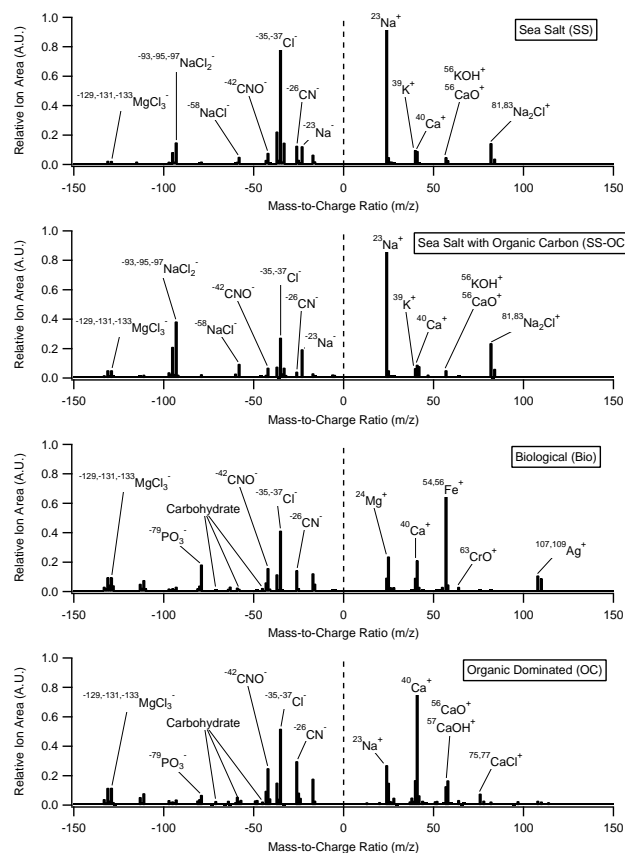 Relative Ion Area (A.U.)
1.0
0.8
0.6
0.4
0.2
0.0
-129,-131,-133MgCl3-
-93,-95,-97NaCl2-
-58NaCl-
-42CNO-
-35,-37Cl-
-26CN-
-23Na-
23Na+
39K+
40Ca+
56KOH+
56CaO+
81,83Na2Cl+
Sea Salt (SS)
-150 -100 -50 0 50 100 150
Mass-to-Charge Ratio (m/z)
Relative Ion Area (A.U.)
1.0
0.8
0.6
0.4
0.2
0.0
-129,-131,-133MgCl3-
-93,-95,-97NaCl2-
-58NaCl-
-42CNO-
-35,-37Cl-
-26CN-
-23Na-
23Na+
39K+
40Ca+
56KOH+
56CaO+
81,83Na2Cl+
Sea Salt with Organic Carbon (SS-OC
-150 -100 -50 0 50 100 150
Mass-to-Charge Ratio (m/z)
Relative Ion Area (A.U.)
1.0
0.8
0.6
0.4
0.2
0.0
-129,-131,-133MgCl3-
-79PO3-
Carbohydrate
-42CNO-
-35,-37Cl-
-26CN-
24Mg+
40Ca+
54,56Fe+
63CrO+
107,109Ag+
Biological (Bio)
-150 -100 -50 0 50 100 150
Mass-to-Charge Ratio (m/z)
Relative Ion Area (A.U.)
1.0
0.8
0.6
0.4
0.2
0.0
-129,-131,-133MgCl3-
-79PO3-
Carbohydrate
-42CNO-
-35,-37Cl-
-26CN-
23Na+
40Ca+
56CaO+
57CaOH+
75,77CaCl+
Organic Dominated (OC)
-150 -100 -50 0 50 100 150
Mass-to-Charge Ratio (m/z)